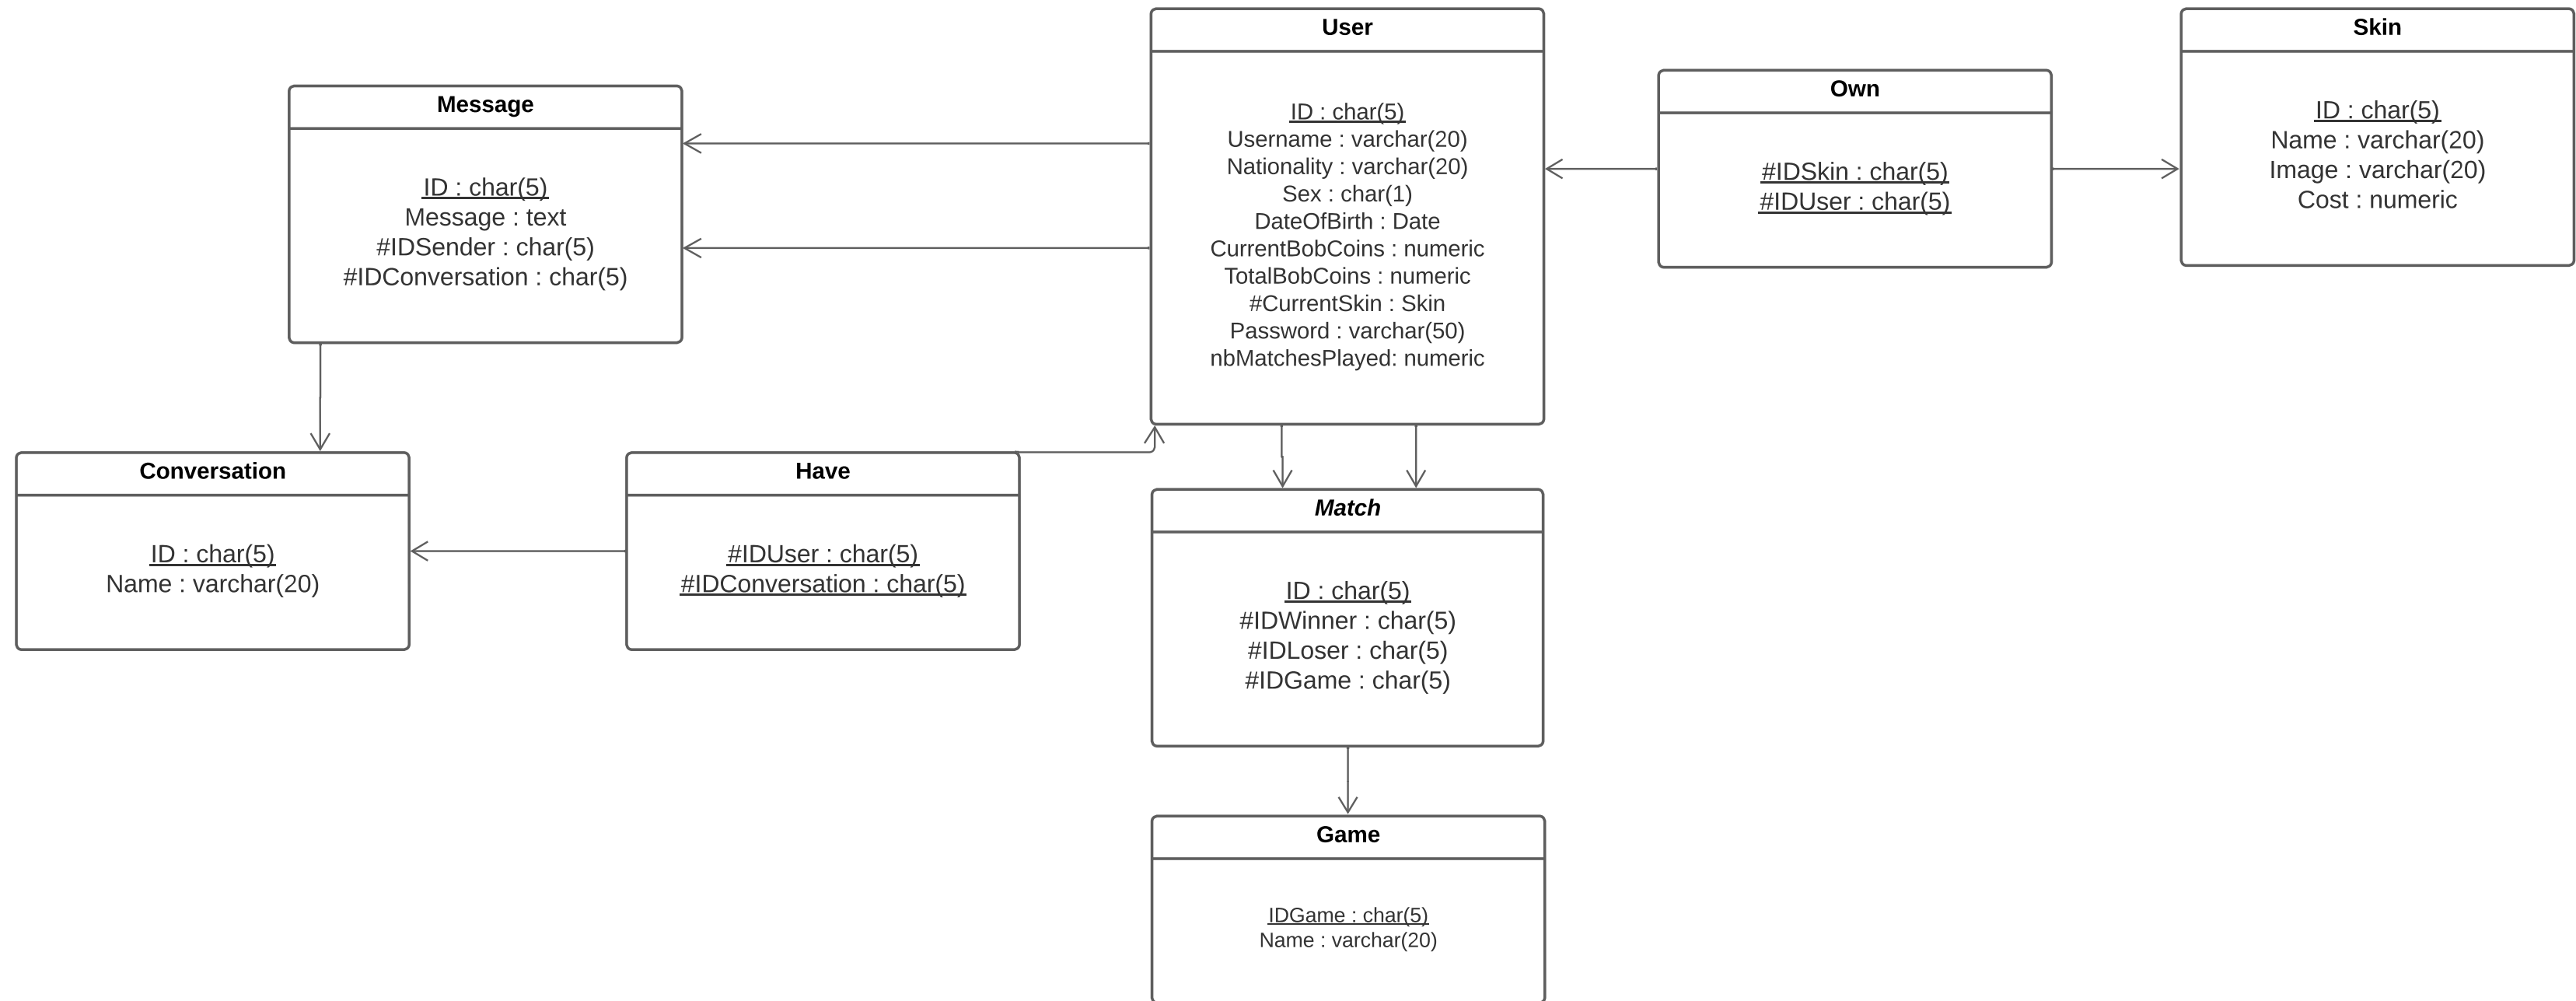 User
ID : char(5)
Username : varchar(20)
Nationality : varchar(20)
Sex : char(1)
DateOfBirth : Date
CurrentBobCoins : numeric
TotalBobCoins : numeric
#CurrentSkin : Skin
Password : varchar(50)
nbMatchesPlayed: numeric
Skin
ID : char(5)
Name : varchar(20)
Image : varchar(20)
Cost : numeric
Own
#IDSkin : char(5)
#IDUser : char(5)
Message
ID : char(5)
Message : text
#IDSender : char(5)
#IDConversation : char(5)
Conversation
ID : char(5)
Name : varchar(20)
Have
#IDUser : char(5)
#IDConversation : char(5)
Match
ID : char(5)
#IDWinner : char(5)
#IDLoser : char(5)
#IDGame : char(5)
Game
IDGame : char(5)
Name : varchar(20)